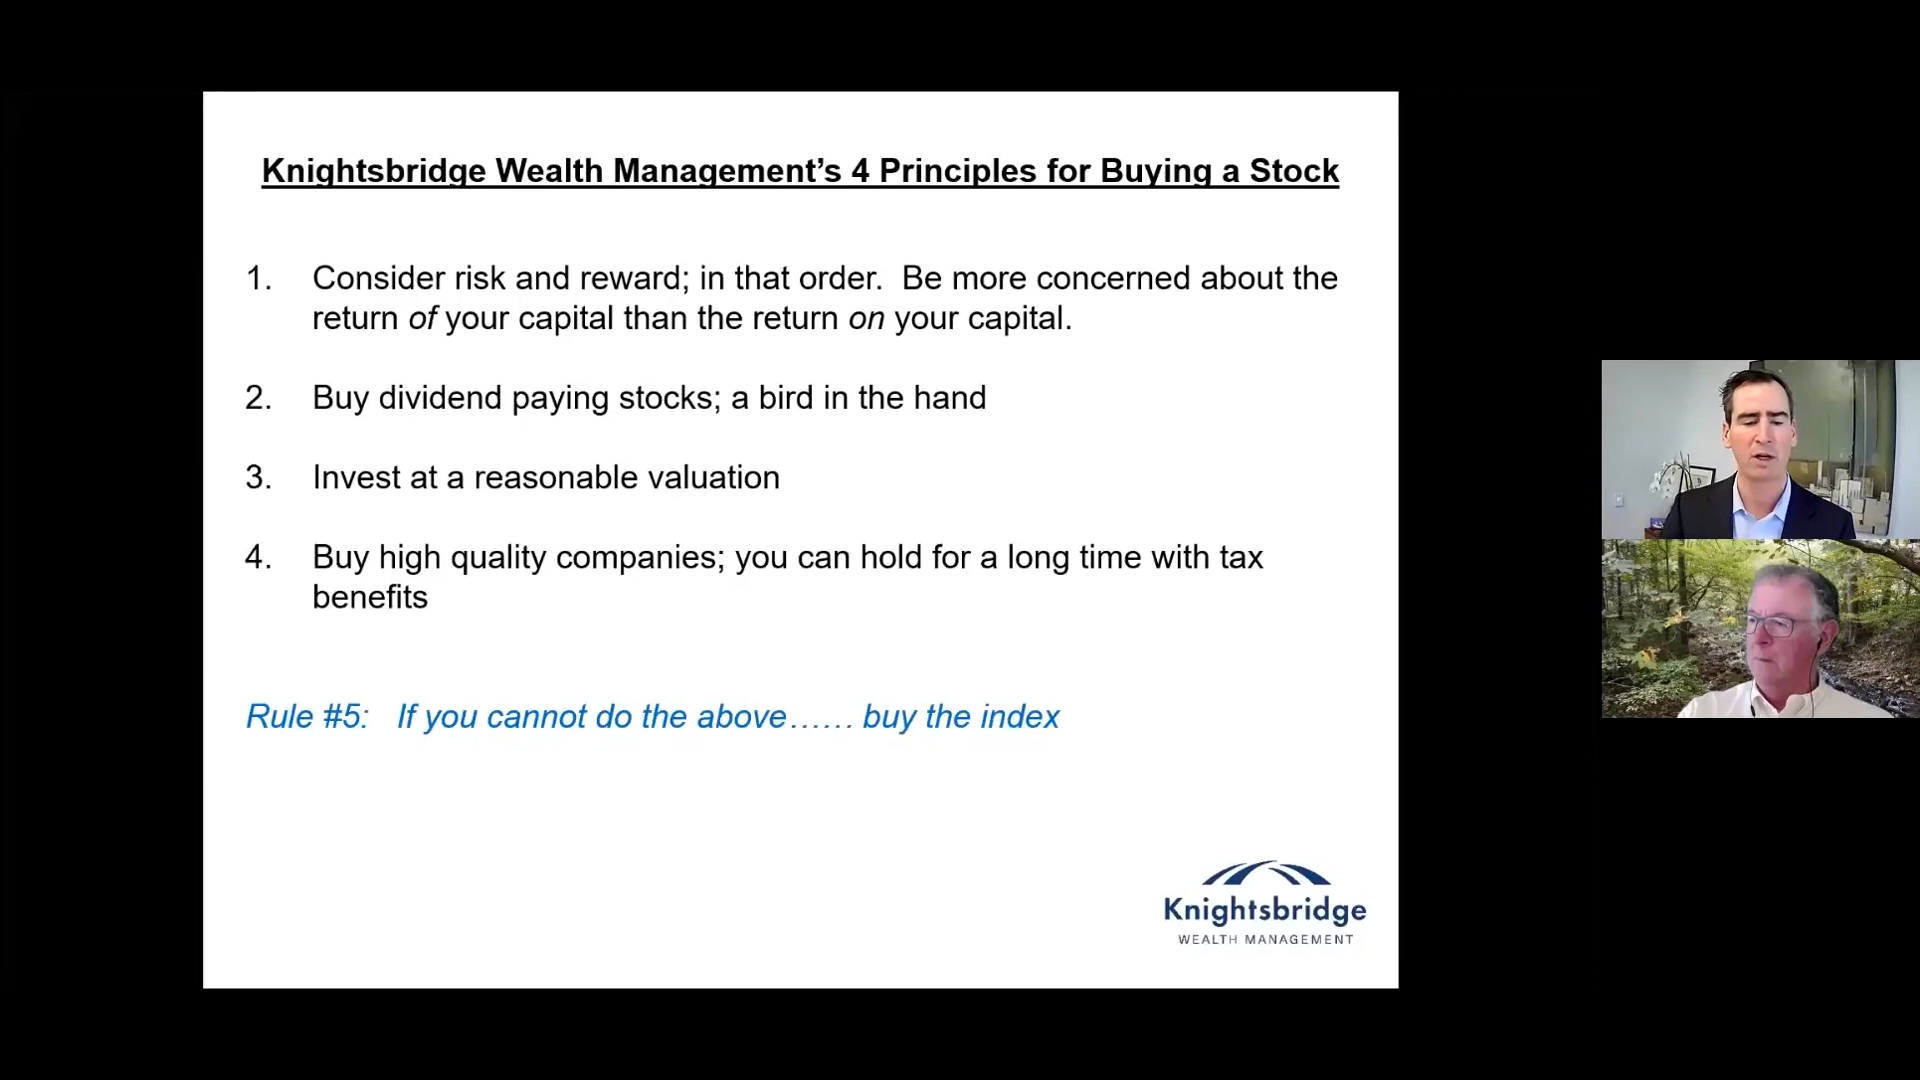 Knightsbridge Wealth Management’s 4 Principles for Buying a Stock
1. Consider risk and reward; in that order.  Be more concerned about the
return of your capital than the return on your capital.
2. Buy dividend paying stocks; a bird in the hand
3. Invest at a reasonable valuation
4. Buy high quality companies; you can hold for a long time with tax
benefits
Rule #5: If you cannot do the above…… buy the index
Knightsbridge
WEALTH MANAGEMENT